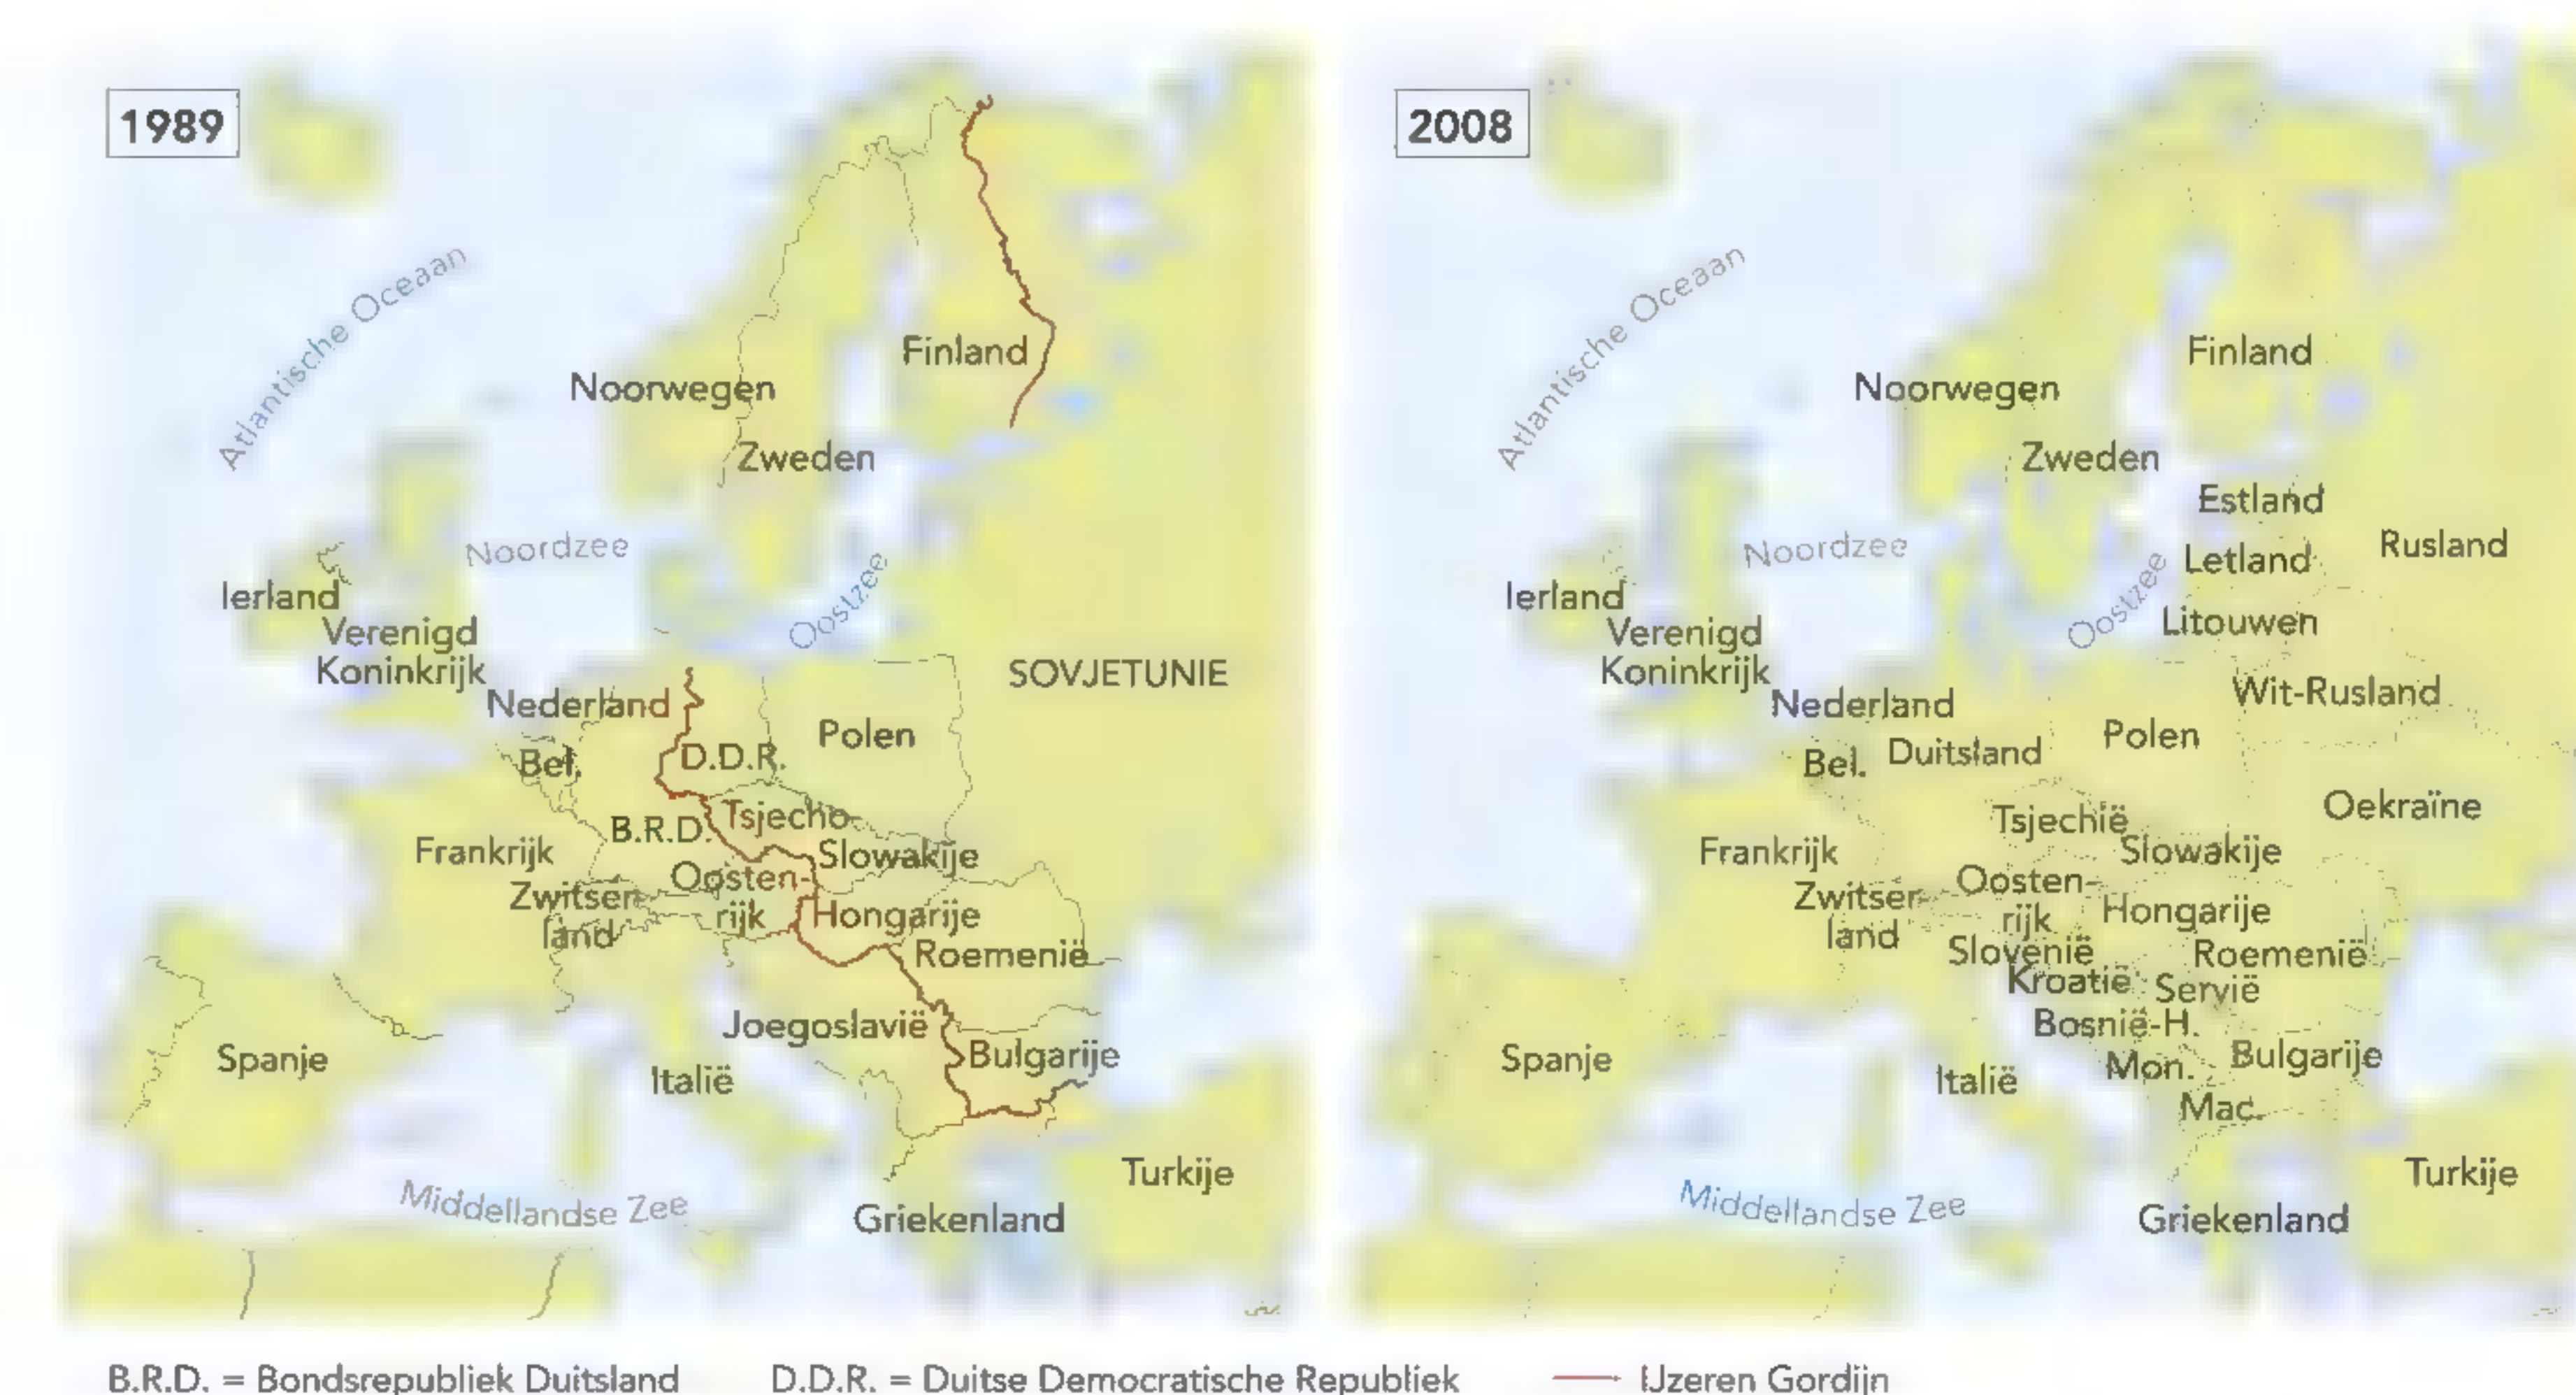 1989
Atlantische Oceaan
Finland
Noorwegen
Zweden
Noordzee
Oostzee
Ierland
Verenigd
Koninkrijk
SOVJETUNIE
Nederland
Polen
D.D.R.
Bel.
Tsjecho-
B.R.D.
Slowakije
Frankrijk
Oosten-
rijk
Zwitser-
land
Hongarije
Roemenië
Joegoslavië
Bulgarije
Spanje
Italië
Turkije
Middellandse Zee
Griekenland
2008
Atlantische Oceaan
Finland
Noorwegen
Zweden
Estland
Noordzee
Letland
Rusland
Oostzee
Ierland
Litouwen
Verenigd
Koninkrijk
Wit-Rusland
Nederland
Polen
Bel.
Duitsland
Oekraïne
Tsjechië
Slowakije
Frankrijk
Oosten-
rijk
Zwitser-
land
Hongarije
Slovenië
Roemenië
Kroatië
Servië
Bosnië-H.
Bulgarije
Mon.
Spanje
Italië
Mac.
Turkije
Middellandse Zee
Griekenland
B.R.D. = Bondsrepubliek Duitsland D.D.R. = Duitse Democratische Republiek IJzeren Gordijn